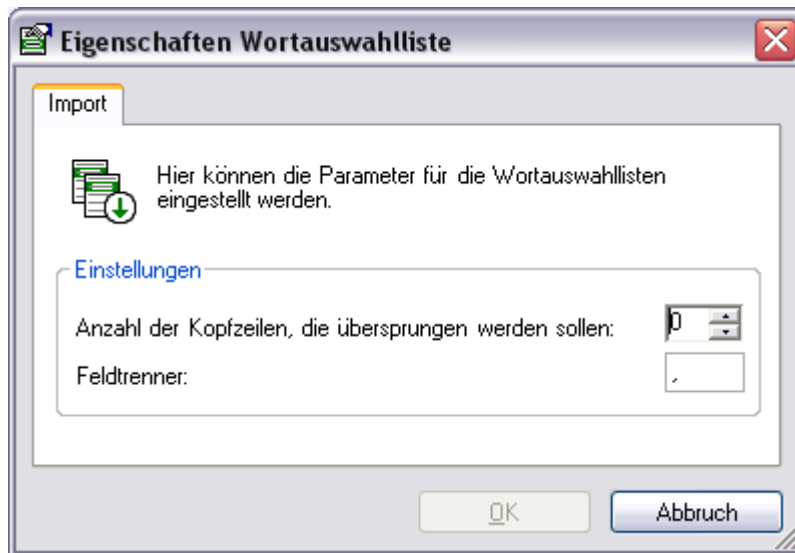 Eigenschaften Wortauswahlliste
Import
Hier können die Parameter für die Wortauswahllisten
eingestellt werden.
Einstellungen
Anzahl der Kopfzeilen, die übersprungen werden sollen: 0
Feldtrenner: ,
OK Abbruch